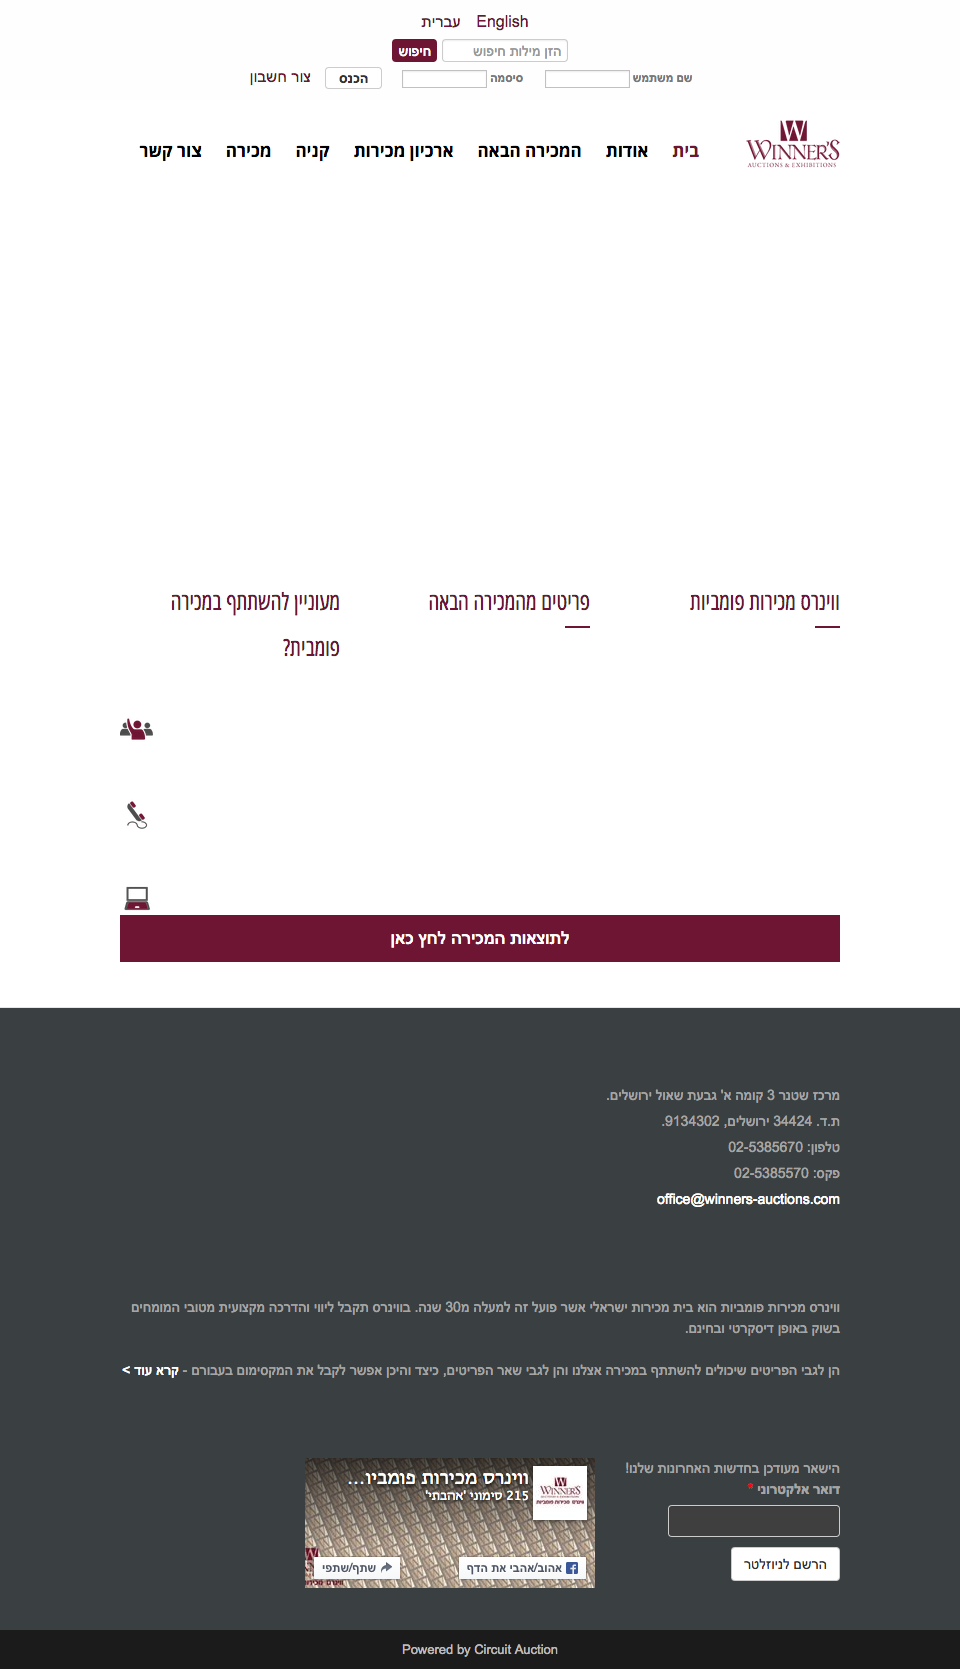 עברית English
הזן מילות חיפוש חיפוש
שם משתמש סיסמה הכנס צור חשבון
W
WINNER'S
AUCTIONS & EXHIBITIONS
בית אודות המכירה הבאה ארכיון מכירות קניה מכירה צור קשר
ווינרס מכירות פומביות
פריטים מהמכירה הבאה
מעוניין להשתתף במכירה
פומבית?
לתוצאות המכירה לחץ כאן
מרכז שטנר 3 קומה א' גבעת שאול ירושלים.
ת.ד. 34424 ירושלים, 9134302.
טלפון: 02-5385670
פקס: 02-5385570
office@winners-auctions.com
ווינרס מכירות פומביות הוא בית מכירות ישראלי אשר פועל זה למעלה מ30 שנה. בווינרס תקבל ליווי והדרכה מקצועית מטובי המומחים
בשוק באופן דיסקרטי ובחינם.
הן לגבי הפריטים שיכולים להשתתף במכירה אצלנו והן לגבי שאר הפריטים, כיצד והיכן אפשר לקבל את המקסימום בעבורם - קרא עוד >
הישאר מעודכן בחדשות האחרונות שלנו!
דואר אלקטרוני *
הרשם לניוזלטר
WINNER'S
ווינרס מכירות פומביות
ווינרס מכירות פומביו...
215 סימוני 'אהבתי'
אהוב/אהבי את הדף
שתף/שתפי
Powered by Circuit Auction